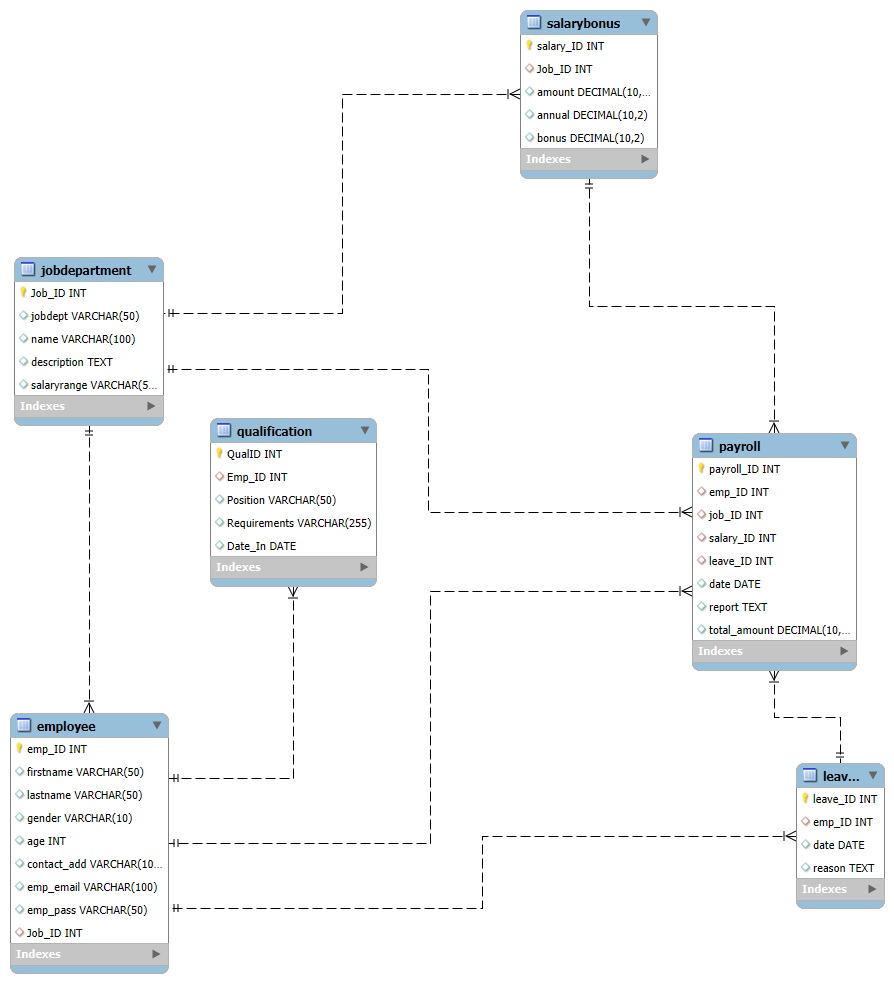 salarybonus
salary_ID INT
Job_ID INT
amount DECIMAL(10,...
annual DECIMAL(10,2)
bonus DECIMAL(10,2)
Indexes
jobdepartment
Job_ID INT
jobdept VARCHAR(50)
name VARCHAR(100)
description TEXT
salaryrange VARCHAR(5...
Indexes
qualification
QualID INT
Emp_ID INT
Position VARCHAR(50)
Requirements VARCHAR(255)
Date_In DATE
Indexes
payroll
payroll_ID INT
emp_ID INT
job_ID INT
salary_ID INT
leave_ID INT
date DATE
report TEXT
total_amount DECIMAL(10,...
Indexes
employee
emp_ID INT
firstname VARCHAR(50)
lastname VARCHAR(50)
gender VARCHAR(10)
age INT
contact_add VARCHAR(10...
emp_email VARCHAR(100)
emp_pass VARCHAR(50)
Job_ID INT
Indexes
leav...
leave_ID INT
emp_ID INT
date DATE
reason TEXT
Indexes